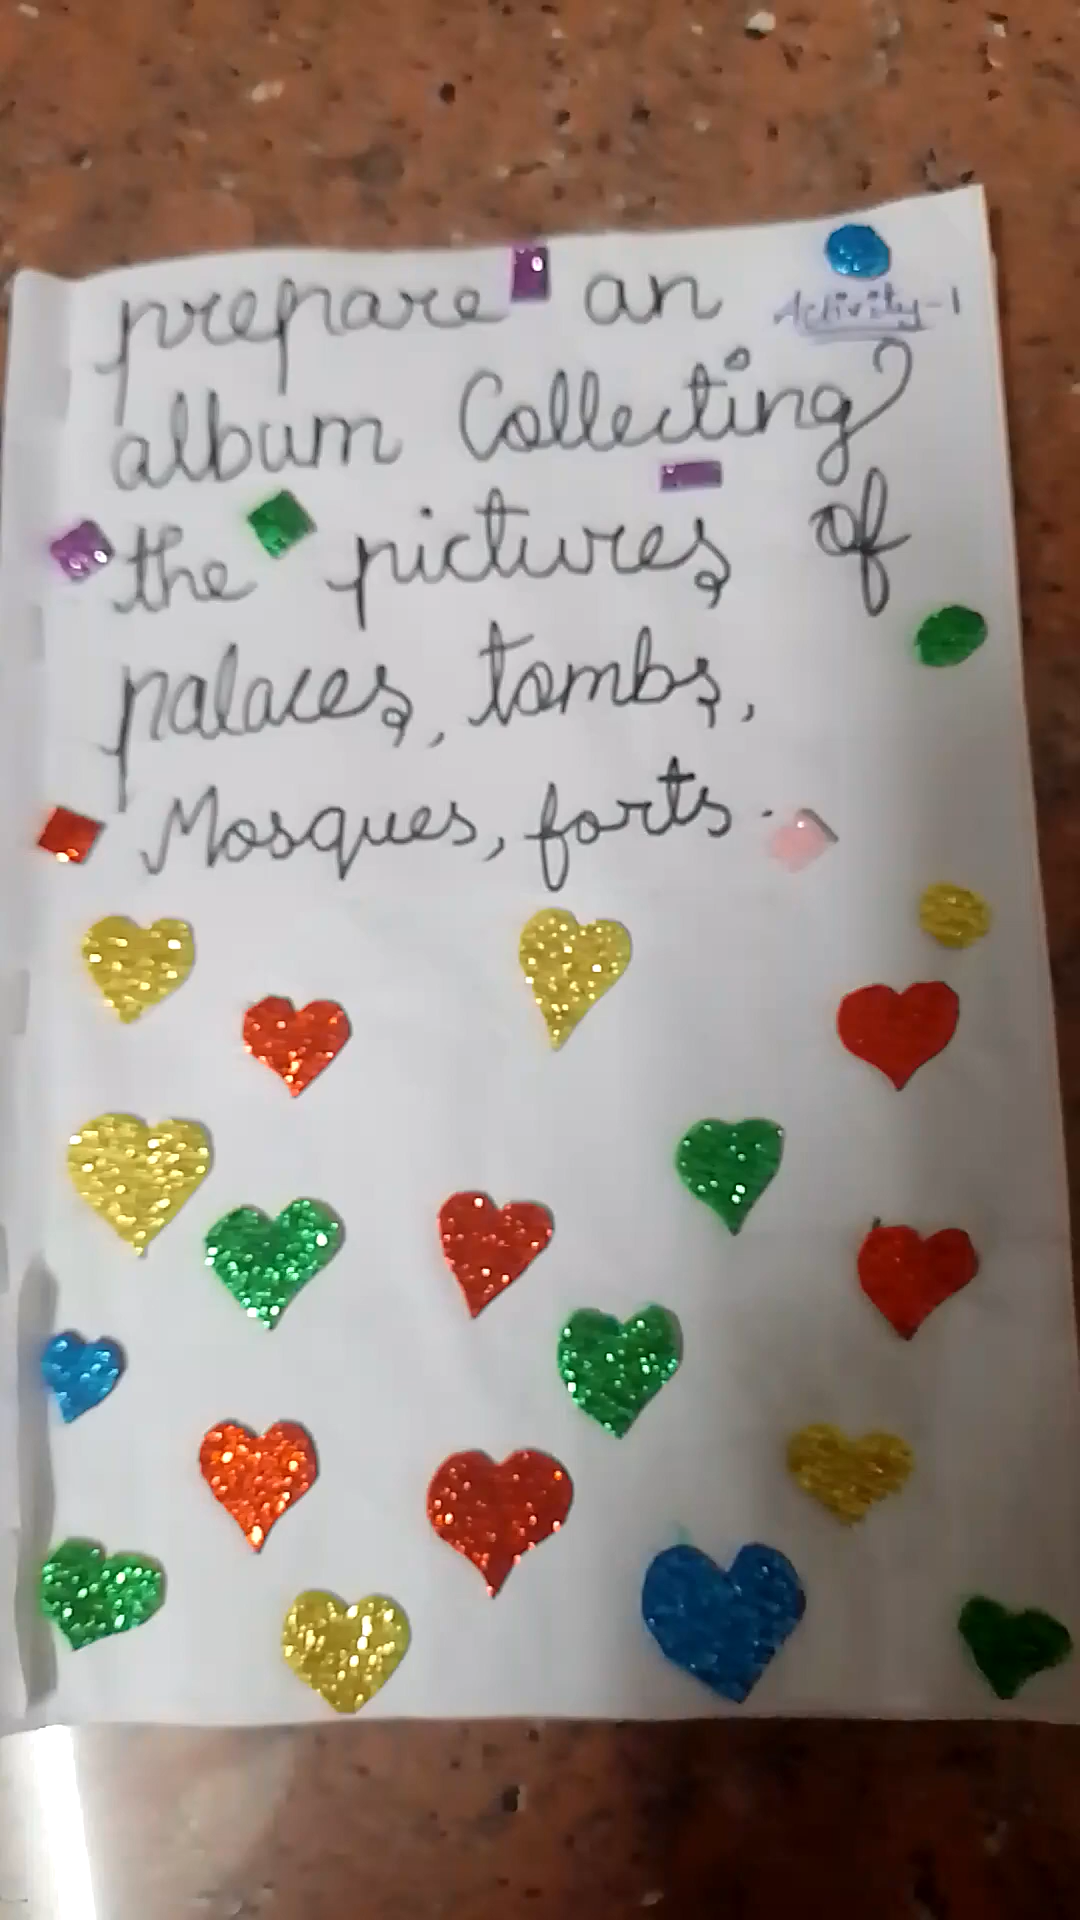 prepare an
Activity-1
album Collecting
the pictures of
palaces, tombs,
Mosques, forts.